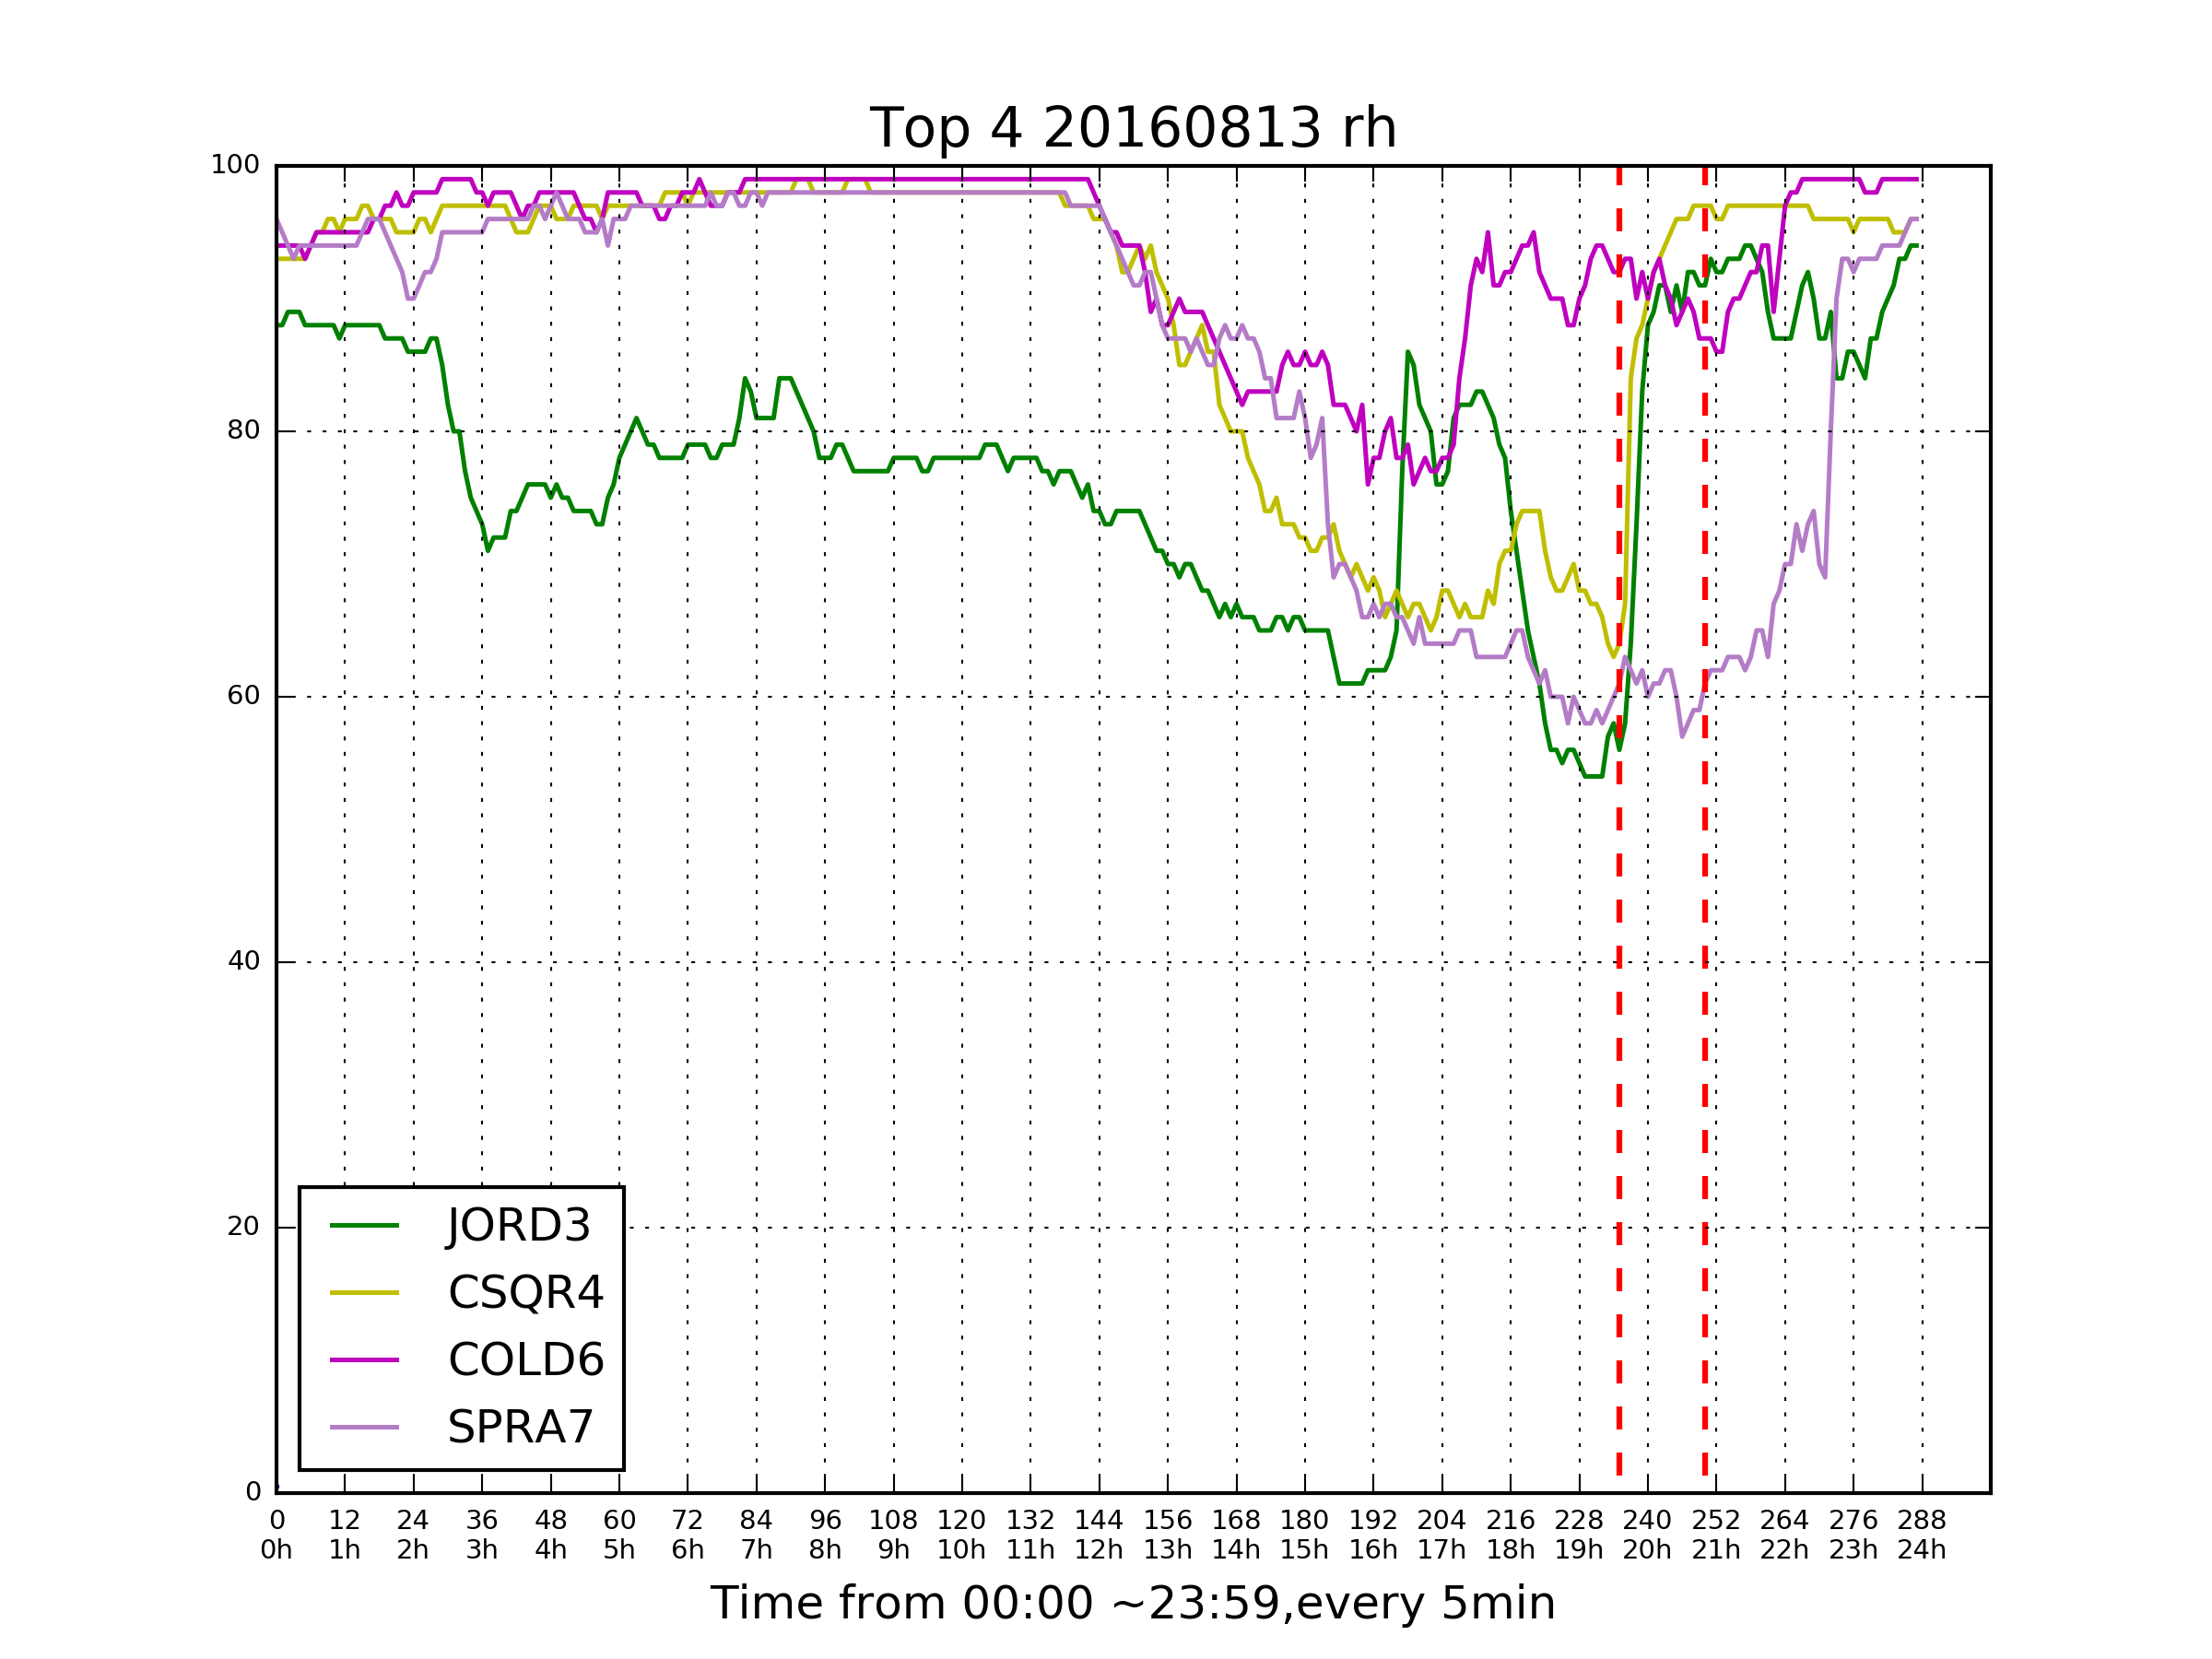 Top 4 20160813 rh
100
80
60
40
20
0
JORD3
CSQR4
COLD6
SPRA7
0 12 24 36 48 60 72 84 96 108 120 132 144 156 168 180 192 204 216 228 240 252 264 276 288
0h 1h 2h 3h 4h 5h 6h 7h 8h 9h 10h 11h 12h 13h 14h 15h 16h 17h 18h 19h 20h 21h 22h 23h 24h
Time from 00:00 ~23:59,every 5min